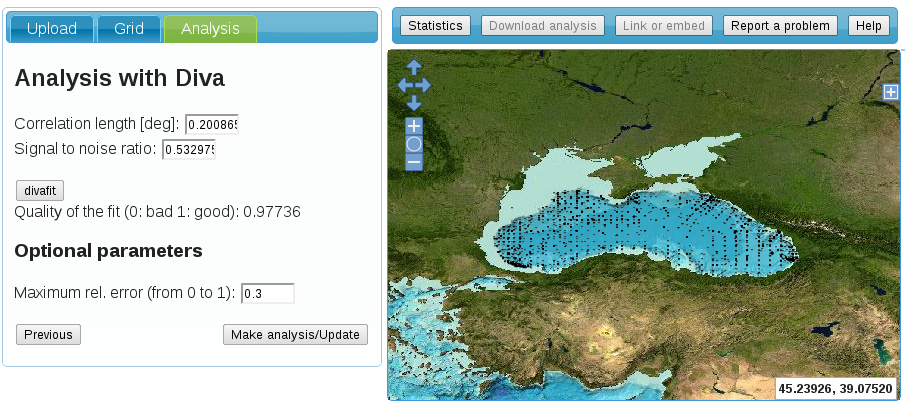 Upload Grid Analysis
Statistics Download analysis Link or embed Report a problem Help
Analysis with Diva
Correlation length [deg]: 0.200865
Signal to noise ratio: 0.532975
divafit
Quality of the fit (0: bad 1: good): 0.97736
Optional parameters
Maximum rel. error (from 0 to 1): 0.3
Previous Make analysis/Update
45.23926, 39.07520